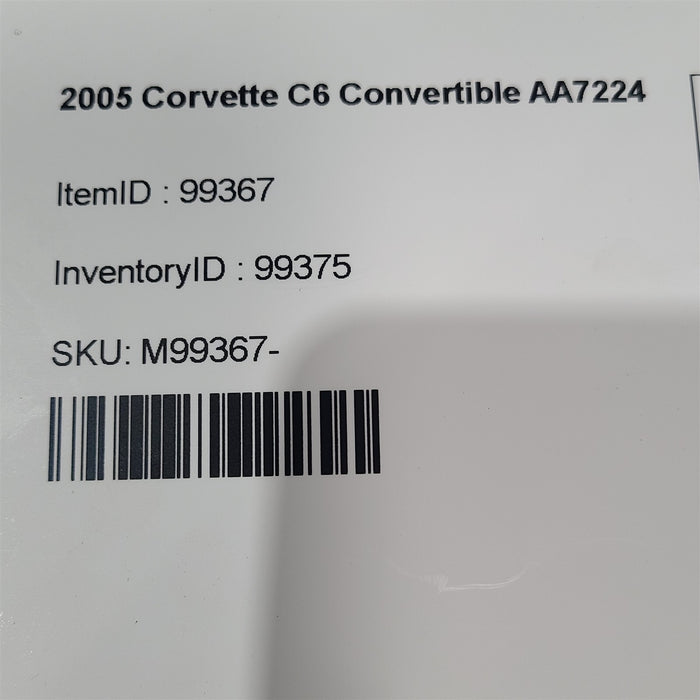 2005 Corvette C6 Convertible AA7224
ItemID : 99367
InventoryID : 99375
SKU: M99367-